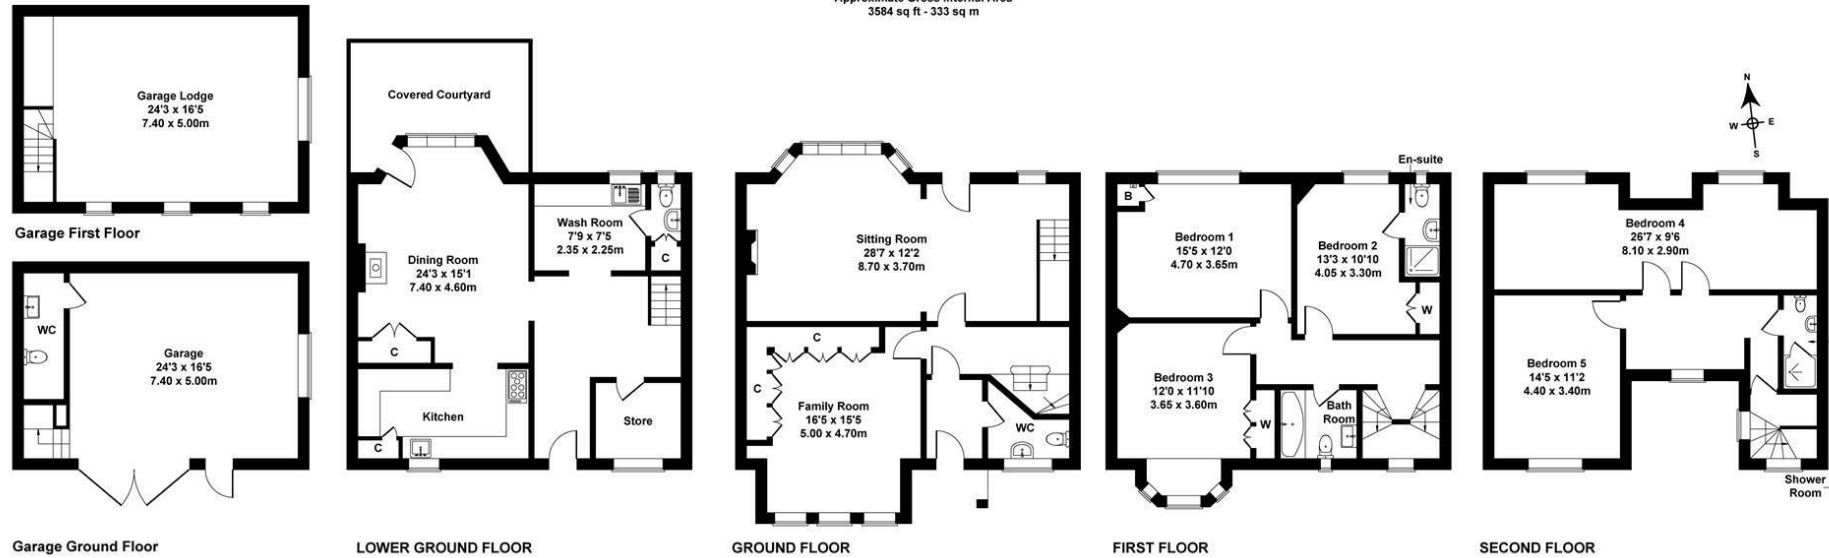 Approximate Gross Internal Area
3584 sq ft - 333 sq m
Garage Lodge
24'3 x 16'5
7.40 x 5.00m
Garage First Floor
WC
Garage
24'3 x 16'5
7.40 x 5.00m
Garage Ground Floor
Covered Courtyard
Wash Room
7'9 x 7'5
2.35 x 2.25m
C
Dining Room
24'3 x 15'1
7.40 x 4.60m
C
Kitchen
C
Store
LOWER GROUND FLOOR
Sitting Room
28'7 x 12'2
8.70 x 3.70m
C
C
Family Room
16'5 x 15'5
5.00 x 4.70m
WC
GROUND FLOOR
En-suite
B
Bedroom 1
15'5 x 12'0
4.70 x 3.65m
Bedroom 2
13'3 x 10'10
4.05 x 3.30m
W
Bedroom 3
12'0 x 11'10
3.65 x 3.60m
W
Bath
Room
FIRST FLOOR
N
W
E
S
Bedroom 4
26'7 x 9'6
8.10 x 2.90m
Bedroom 5
14'5 x 11'2
4.40 x 3.40m
Shower
Room
SECOND FLOOR